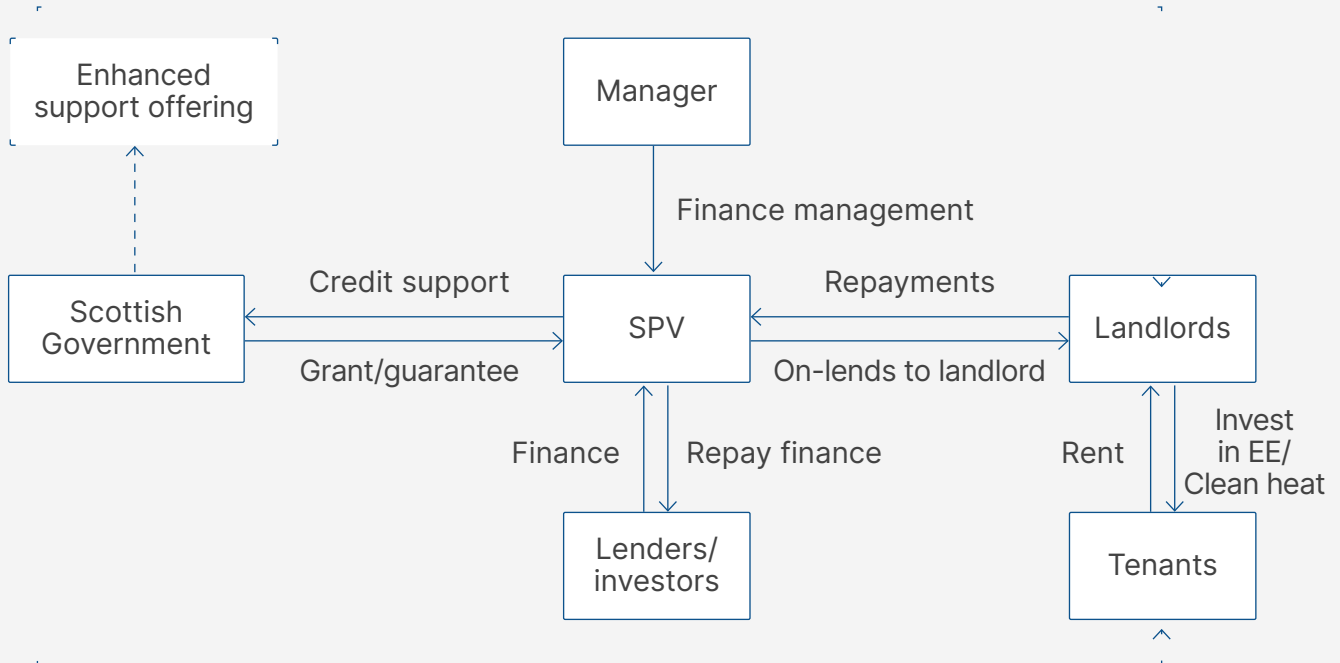 Enhanced
support offering
Manager
Finance management
Credit support
Repayments
Scottish
Government
SPV
Landlords
Grant/guarantee
On-lends to landlord
Finance
Repay finance
Rent
Invest
in EE/
Clean heat
Lenders/
investors
Tenants